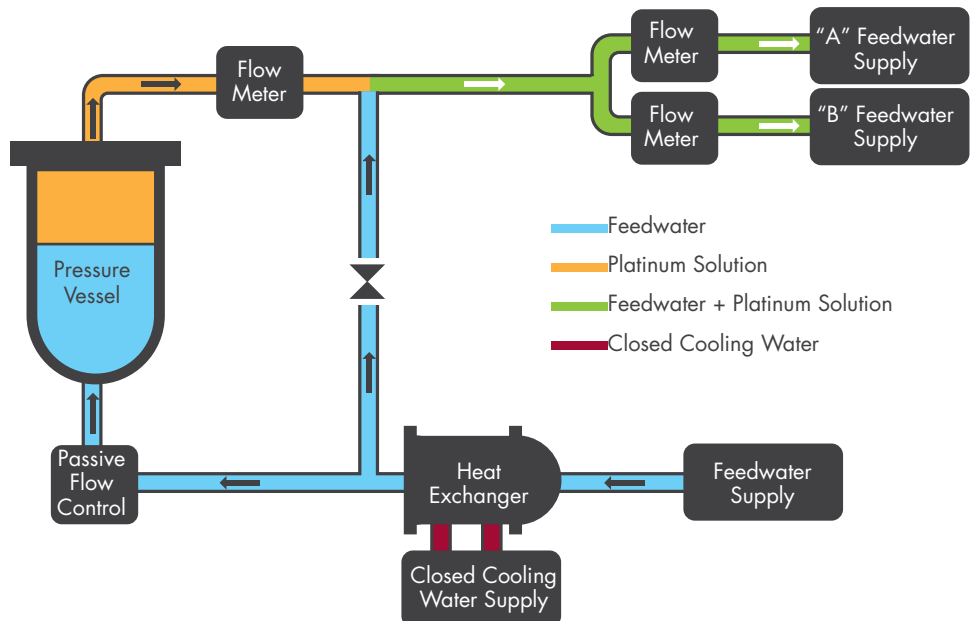 Flow
Meter
Flow
Meter
“A” Feedwater
Supply
Flow
Meter
“B” Feedwater
Supply
Pressure
Vessel
Feedwater
Platinum Solution
Feedwater + Platinum Solution
Closed Cooling Water
Passive
Flow
Control
Heat
Exchanger
Feedwater
Supply
Closed Cooling
Water Supply